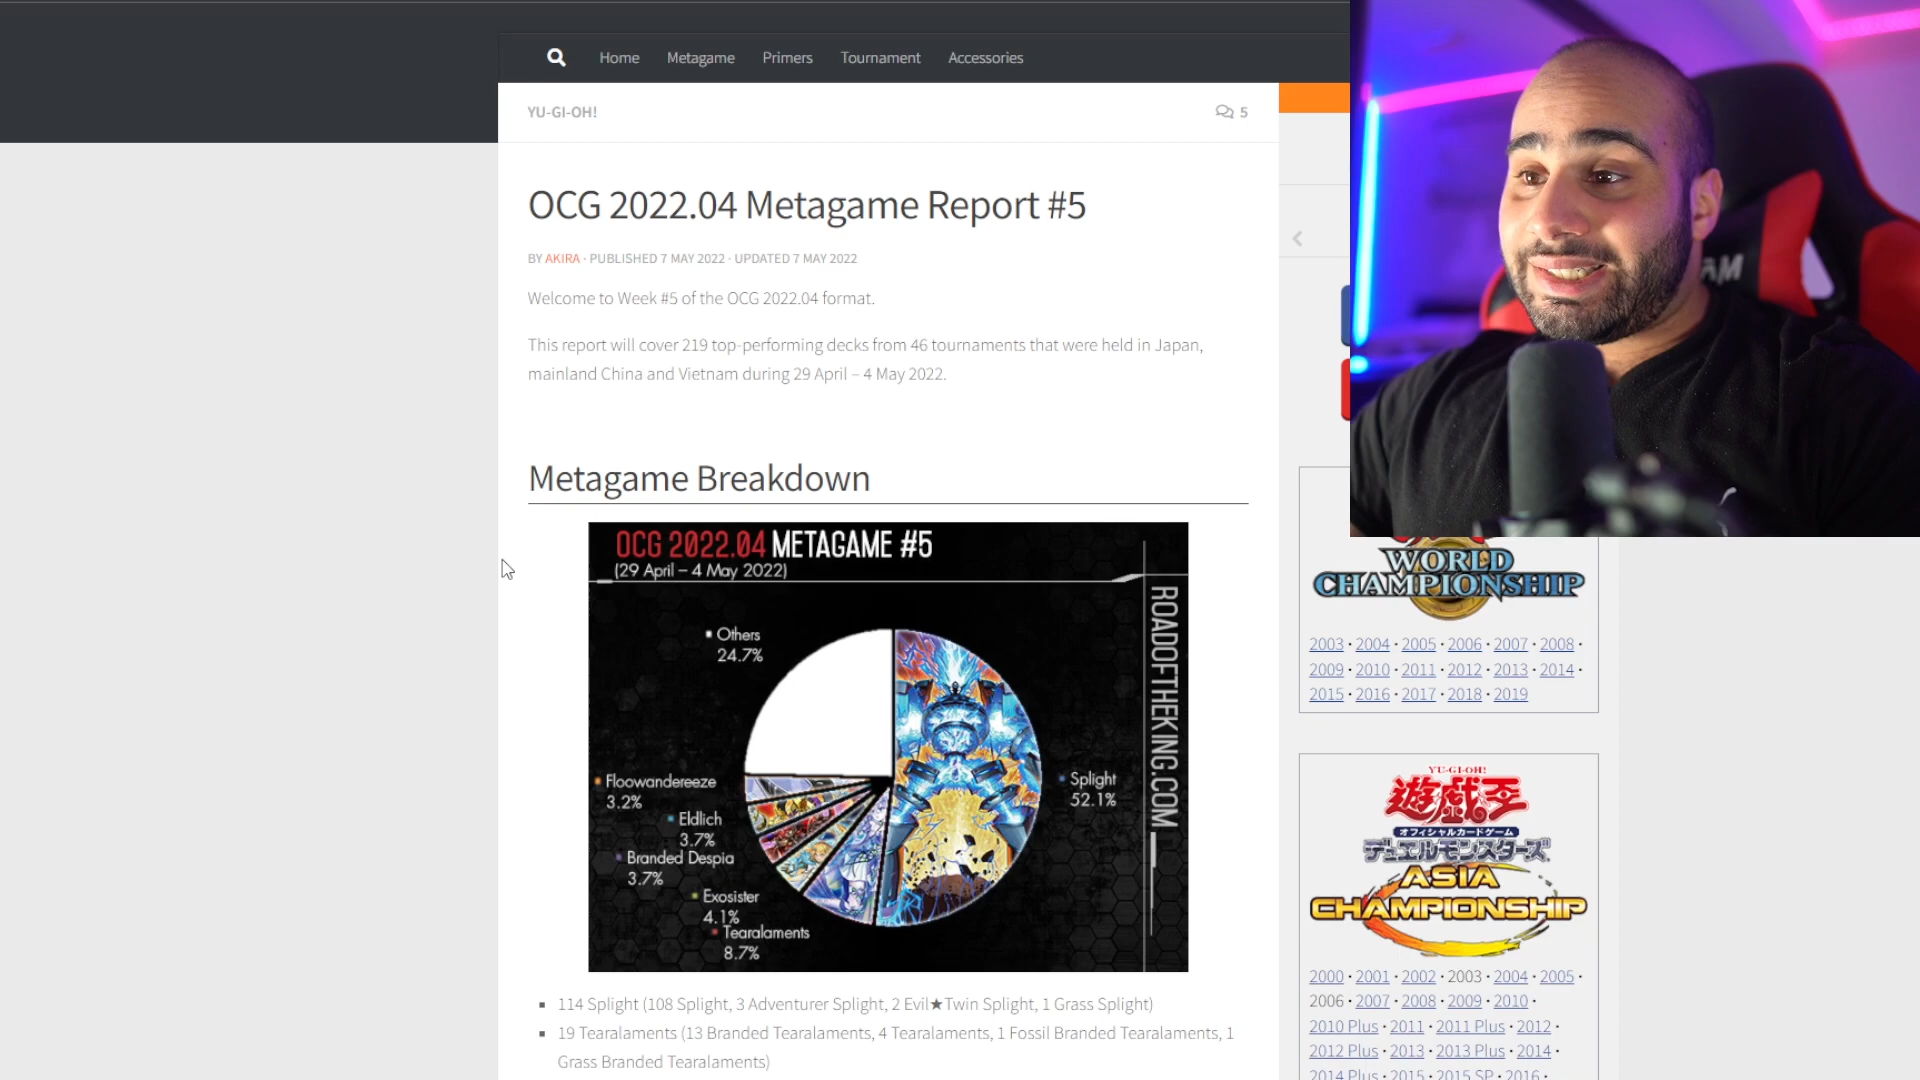 Home Metagame Primers Tournament Accessories
YU-GI-OH!
5
OCG 2022.04 Metagame Report #5
BY AKIRA · PUBLISHED 7 MAY 2022 · UPDATED 7 MAY 2022
Welcome to Week #5 of the OCG 2022.04 format.
This report will cover 219 top-performing decks from 46 tournaments that were held in Japan,
mainland China and Vietnam during 29 April – 4 May 2022.
Metagame Breakdown
OCG 2022.04 METAGAME #5
(29 April – 4 May 2022)
ROADOFTHEKING.COM
Others
24.7%
Splight
52.1%
Floowandereeze
3.2%
Eldlich
3.7%
Branded Despia
3.7%
Exosister
4.1%
Tearalaments
8.7%
▪ 114 Splight (108 Splight, 3 Adventurer Splight, 2 Evil★Twin Splight, 1 Grass Splight)
▪ 19 Tearalaments (13 Branded Tearalaments, 4 Tearalaments, 1 Fossil Branded Tearalaments, 1
Grass Branded Tearalaments)
WORLD
CHAMPIONSHIP
2003 · 2004 · 2005 · 2006 · 2007 · 2008 ·
2009 · 2010 · 2011 · 2012 · 2013 · 2014 ·
2015 · 2016 · 2017 · 2018 · 2019
YU-GI-OH!
遊戯王
オフィシャルカードゲーム
デュエルモンスターズ
ASIA
CHAMPIONSHIP
2000 · 2001 · 2002 · 2003 · 2004 · 2005 ·
2006 · 2007 · 2008 · 2009 · 2010 ·
2010 Plus · 2011 · 2011 Plus · 2012 ·
2012 Plus · 2013 · 2013 Plus · 2014 ·
2014 Plus · 2015 · 2015 SP · 2016 ·